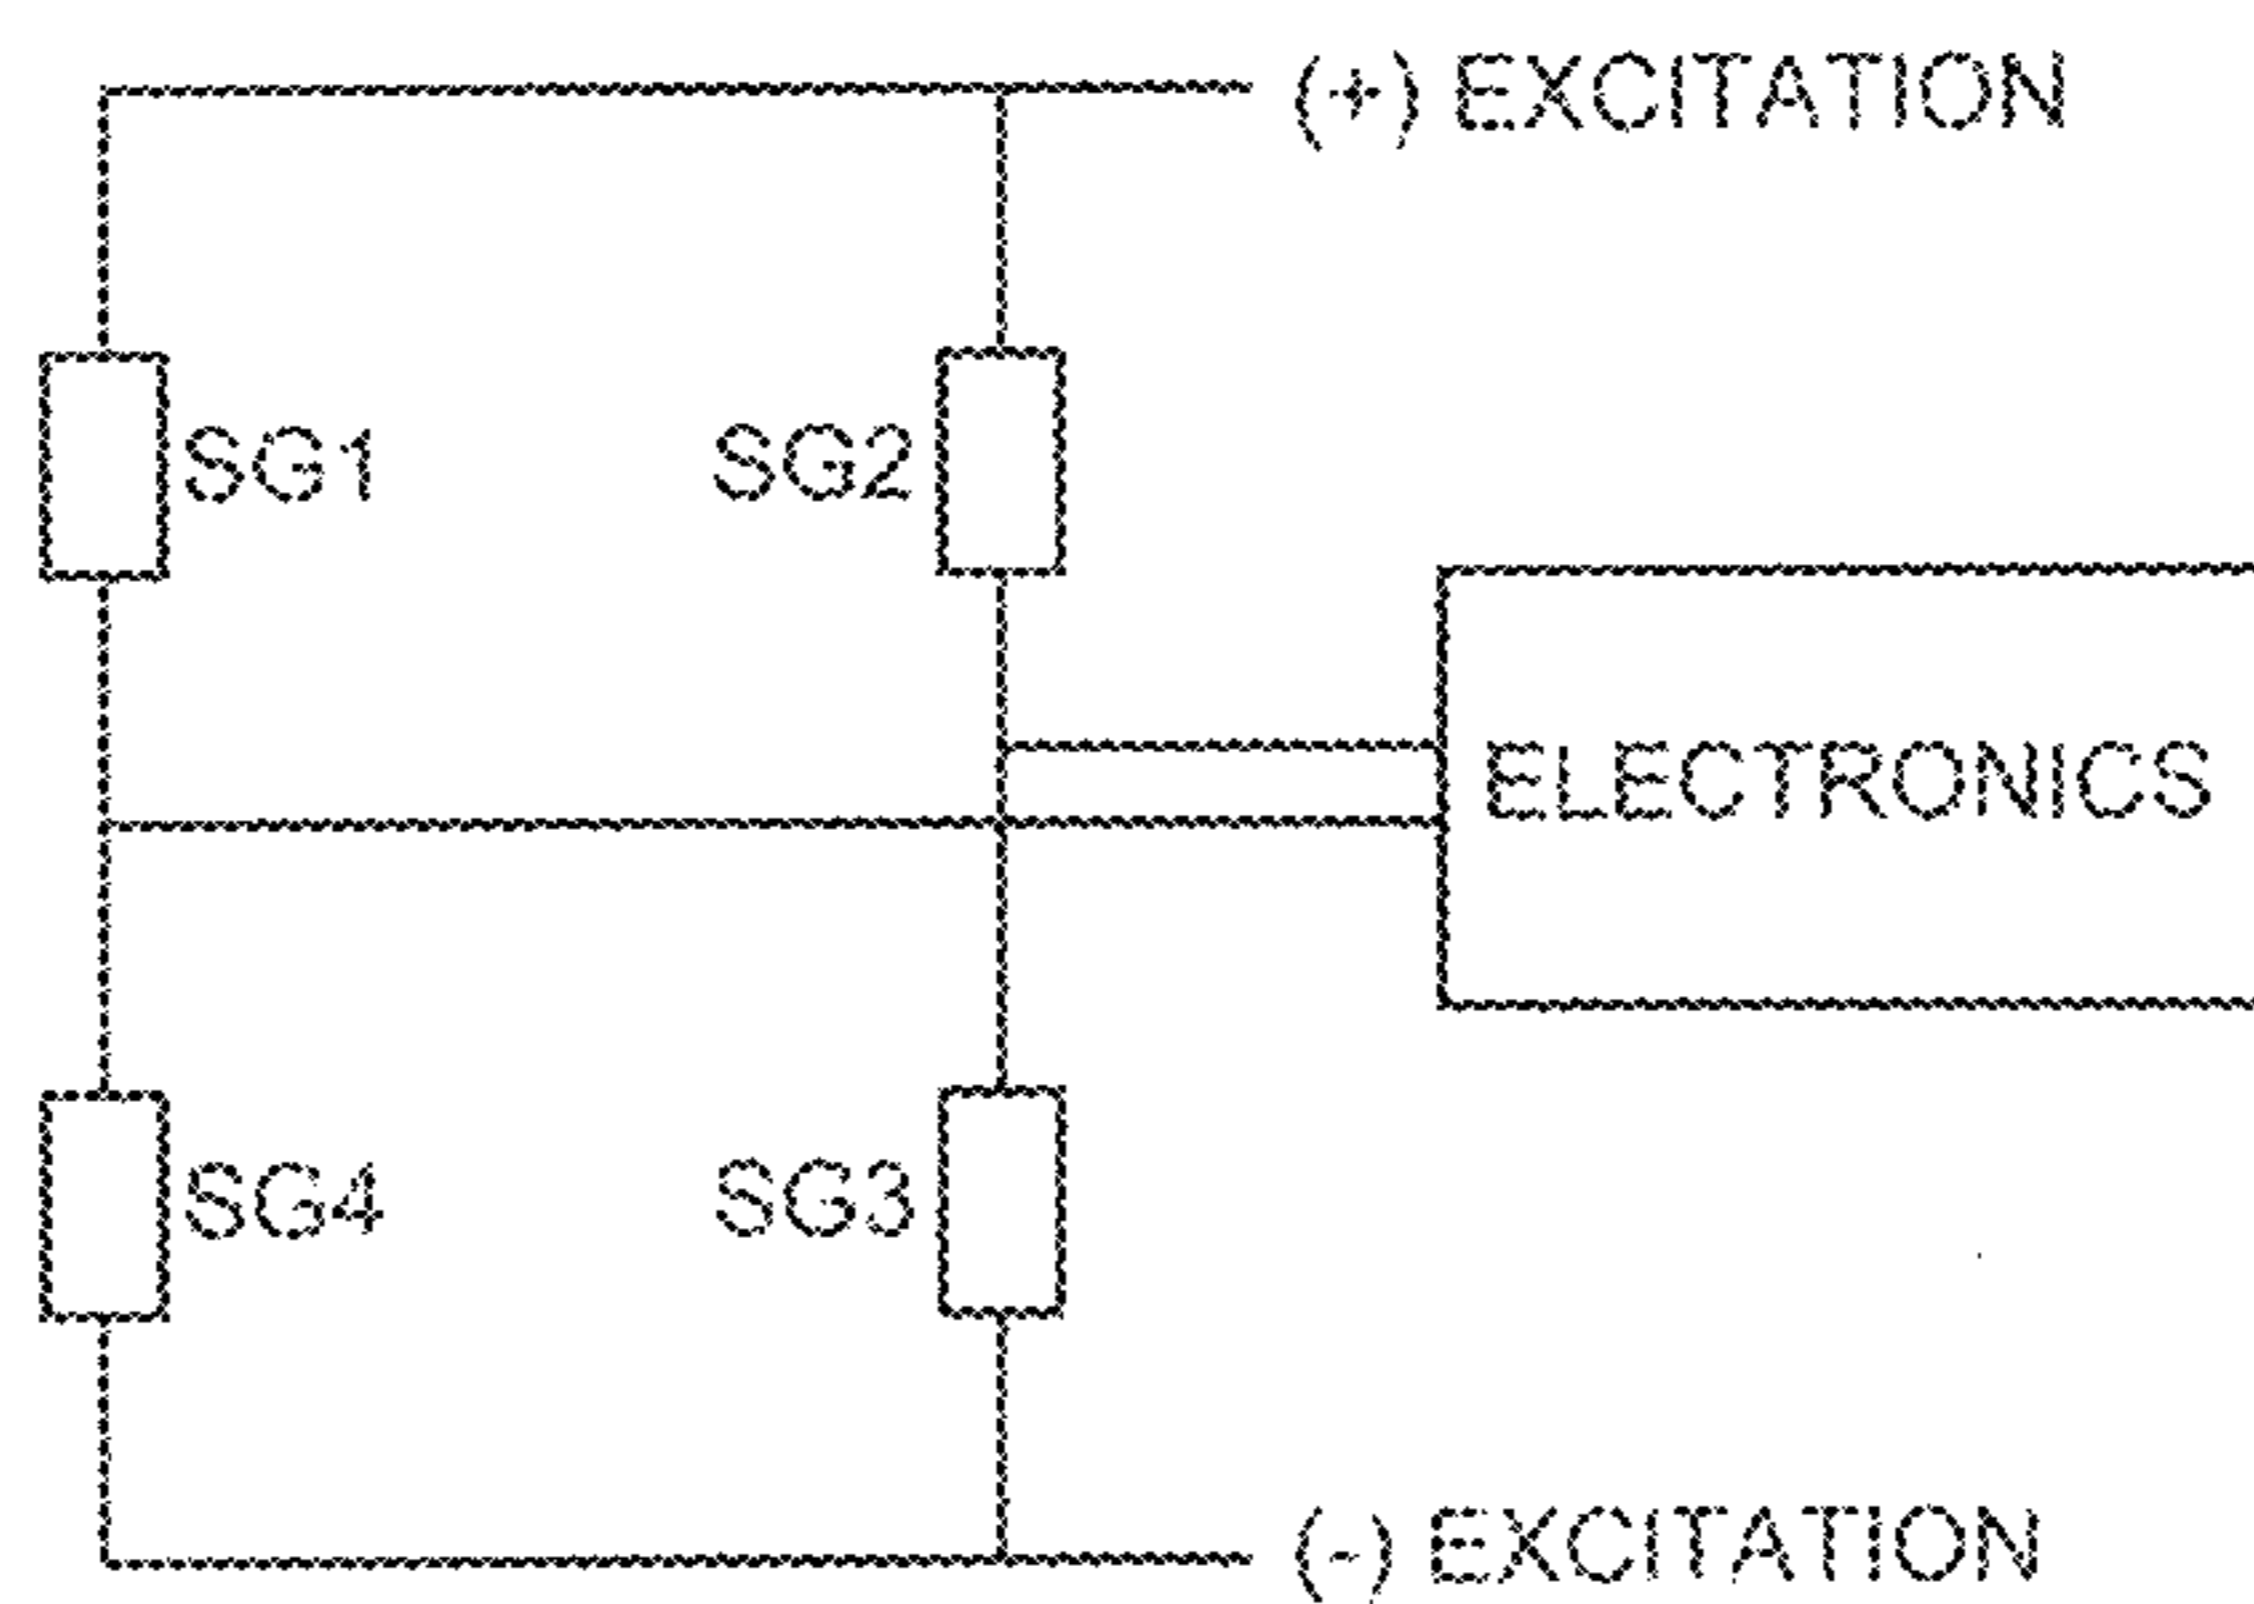 (+) EXCITATION
SG1
SG2
ELECTRONICS
SG4
SG3
(-) EXCITATION